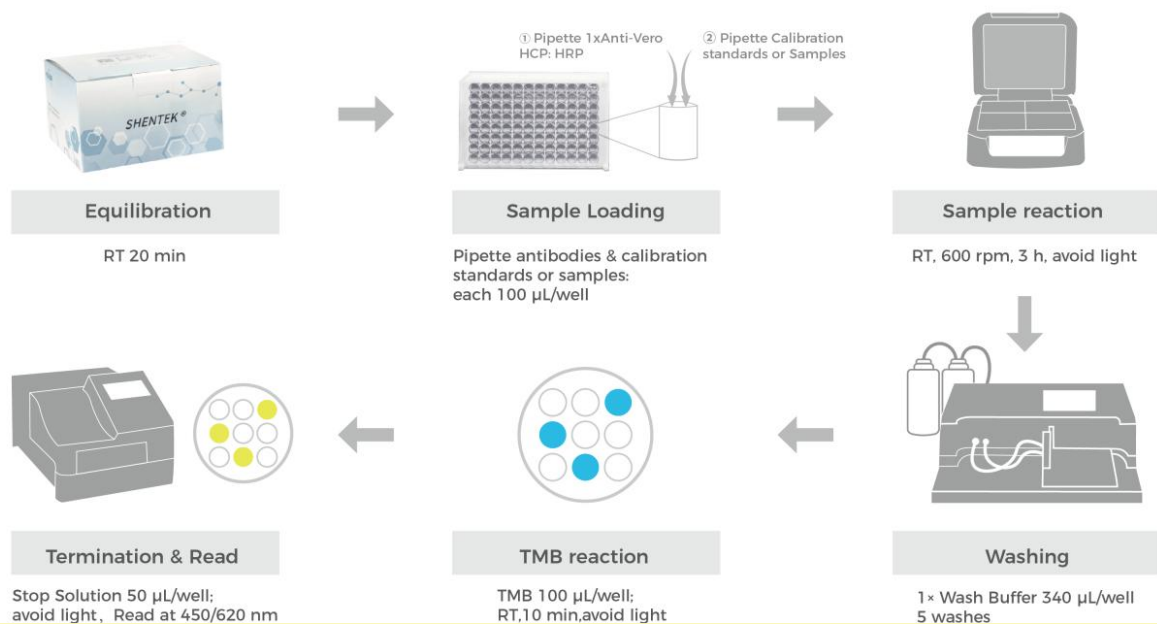 ① Pipette 1xAnti-Vero
HCP: HRP
② Pipette Calibration
standards or Samples
SHENTEK®
Equilibration
RT 20 min
Sample Loading
Pipette antibodies & calibration
standards or samples:
each 100 μL/well
Sample reaction
RT, 600 rpm, 3 h, avoid light
Termination & Read
Stop Solution 50 μL/well;
avoid light, Read at 450/620 nm
TMB reaction
TMB 100 μL/well;
RT,10 min,avoid light
Washing
1× Wash Buffer 340 μL/well
5 washes